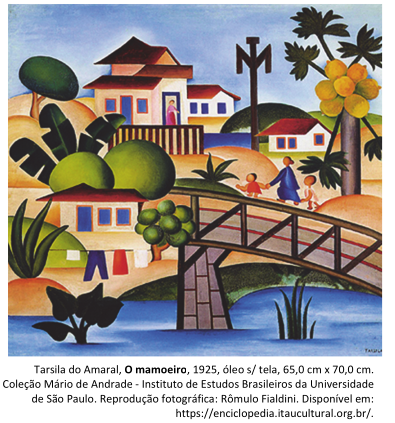 TARSILA
Tarsila do Amaral, O mamoeiro, 1925, óleo s/ tela, 65,0 cm x 70,0 cm.
Coleção Mário de Andrade - Instituto de Estudos Brasileiros da Universidade
de São Paulo. Reprodução fotográfica: Rômulo Fialdini. Disponível em:
https://enciclopedia.itaucultural.org.br/.